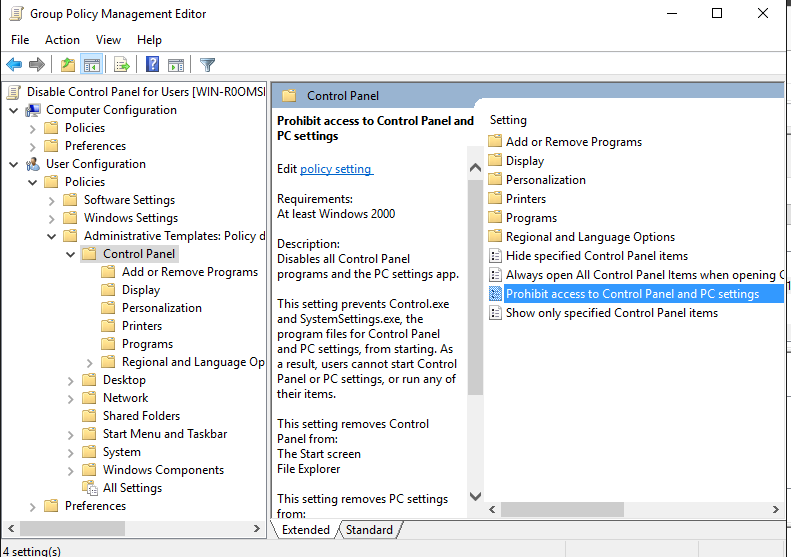 Group Policy Management Editor
File Action View Help
Disable Control Panel for Users [WIN-R0OMS
Computer Configuration
Policies
Preferences
User Configuration
Policies
Software Settings
Windows Settings
Administrative Templates: Policy d
Control Panel
Add or Remove Programs
Display
Personalization
Printers
Programs
Regional and Language Op
Desktop
Network
Shared Folders
Start Menu and Taskbar
System
Windows Components
All Settings
Preferences
Control Panel
Prohibit access to Control Panel and
PC settings
Edit policy setting
Requirements:
At least Windows 2000
Description:
Disables all Control Panel
programs and the PC settings app.
This setting prevents Control.exe
and SystemSettings.exe, the
program files for Control Panel
and PC settings, from starting. As
a result, users cannot start Control
Panel or PC settings, or run any of
their items.
This setting removes Control
Panel from:
The Start screen
File Explorer
This setting removes PC settings
from:
Setting
Add or Remove Programs
Display
Personalization
Printers
Programs
Regional and Language Options
Hide specified Control Panel items
Always open All Control Panel Items when opening C
Prohibit access to Control Panel and PC settings
Show only specified Control Panel items
Extended Standard
4 setting(s)